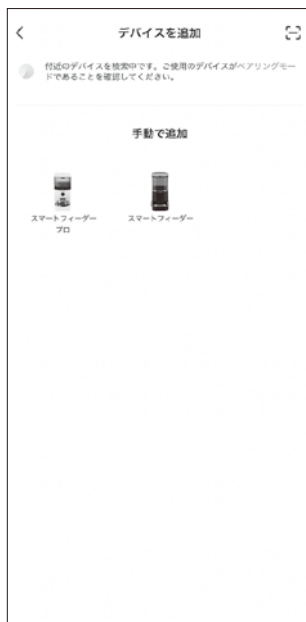 デバイスを追加
付近のデバイスを検索中です。ご使用のデバイスがペアリングモー
ドであることを確認してください。
手動で追加
スマートフィーダー
プロ
スマートフィーダー